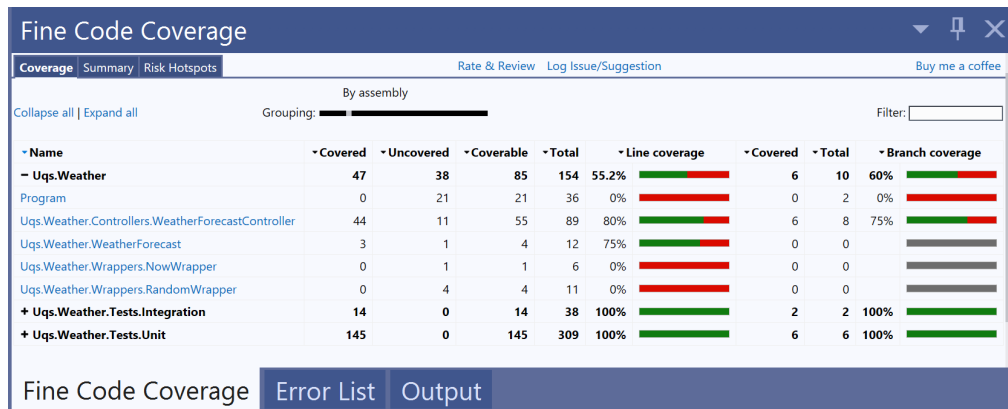 Fine Code Coverage
Coverage Summary Risk Hotspots Rate & Review Log Issue/Suggestion Buy me a coffee
By assembly
Collapse all | Expand all Grouping: Filter:
Name Covered Uncovered Coverable Total Line coverage Covered Total Branch coverage
− Uqs.Weather 47 38 85 154 55.2% 6 10 60%
Program 0 21 21 36 0% 0 2 0%
Uqs.Weather.Controllers.WeatherForecastController 44 11 55 89 80% 6 8 75%
Uqs.Weather.WeatherForecast 3 1 4 12 75% 0 0
Uqs.Weather.Wrappers.NowWrapper 0 1 1 6 0% 0 0
Uqs.Weather.Wrappers.RandomWrapper 0 4 4 11 0% 0 0
+ Uqs.Weather.Tests.Integration 14 0 14 38 100% 2 2 100%
+ Uqs.Weather.Tests.Unit 145 0 145 309 100% 6 6 100%
Fine Code Coverage Error List Output